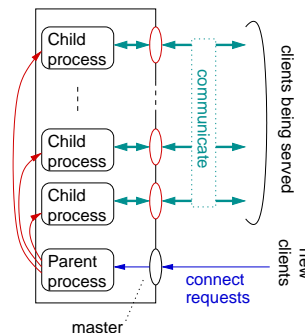 Child
process
Child
process
Child
process
Parent
process
communicate
clients being served
new
clients
connect
requests
master